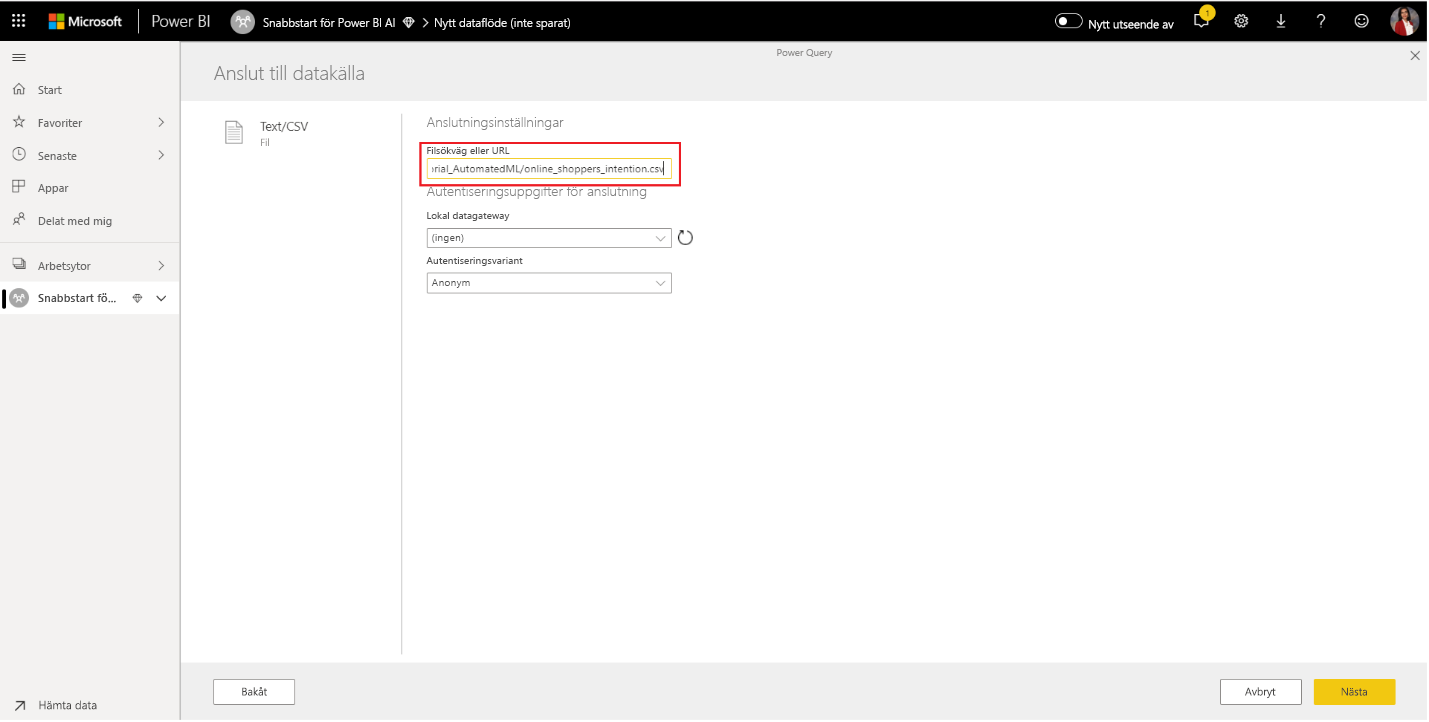 Microsoft Power BI Snabbstart för Power BI AI > Nytt dataflöde (inte sparat) Nytt utseende av 1 ?
Power Query
Anslut till datakälla
Start
Favoriter
Senaste
Appar
Delat med mig
Arbetsytor
Snabbstart fö...
Hämta data
Text/CSV
Fil
Anslutningsinställningar
Filsökväg eller URL
rial_AutomatedML/online_shoppers_intention.csv
Autentiseringsuppgifter för anslutning
Lokal datagateway
(ingen)
Autentiseringsvariant
Anonym
Bakåt
Avbryt
Nästa